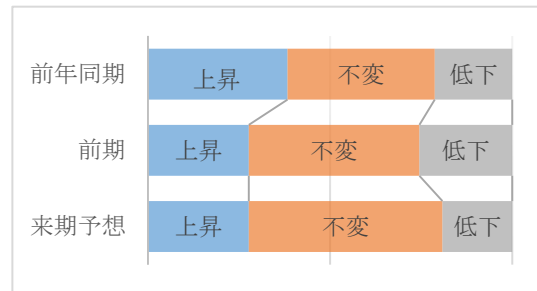 前年同期 上昇 不変 低下
前期 上昇 不変 低下
来期予想 上昇 不変 低下